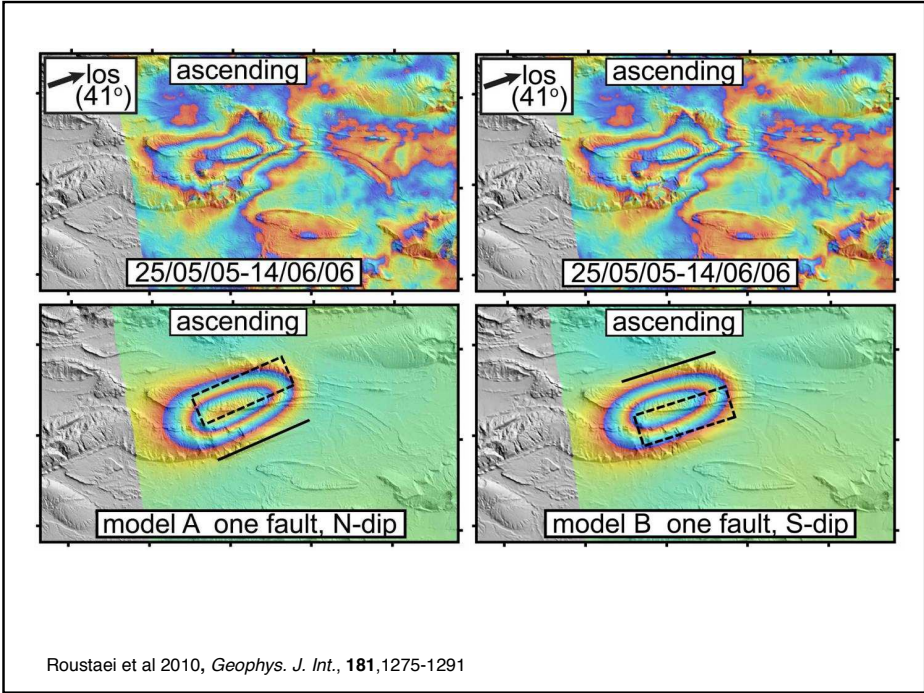 los
(41°)
ascending
25/05/05-14/06/06
los
(41°)
ascending
25/05/05-14/06/06
ascending
model A one fault, N-dip
ascending
model B one fault, S-dip
Roustaei et al 2010, Geophys. J. Int., 181,1275-1291